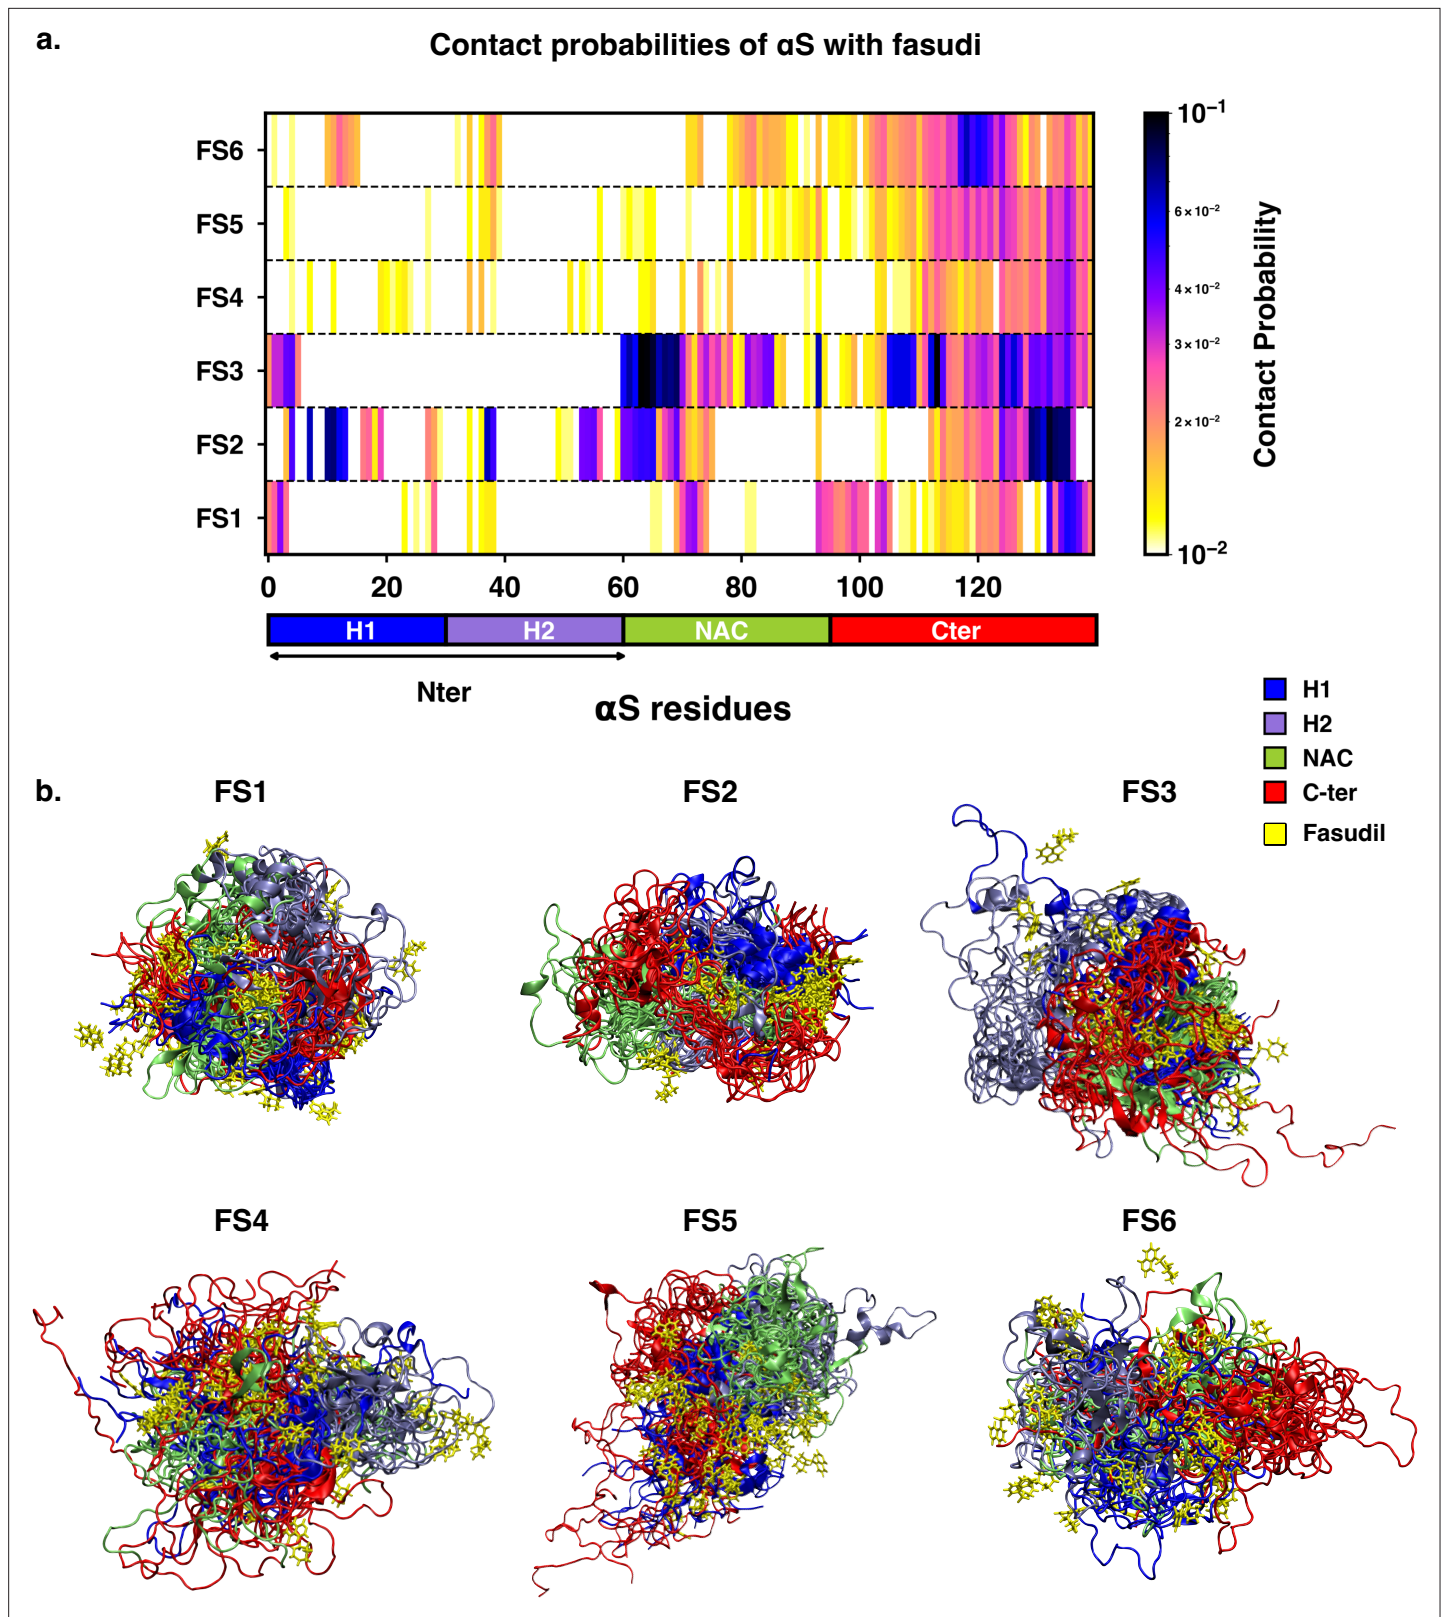 a.
Contact probabilities of αS with fasudi
FS6
FS5
FS4
FS3
FS2
FS1
0 20 40 60 80 100 120
10⁻¹
6 × 10⁻²
4 × 10⁻²
3 × 10⁻²
2 × 10⁻²
10⁻²
Contact Probability
H1 H2 NAC Cter
Nter
αS residues
H1
H2
NAC
C-ter
Fasudil
b.
FS1 FS2 FS3
FS4 FS5 FS6